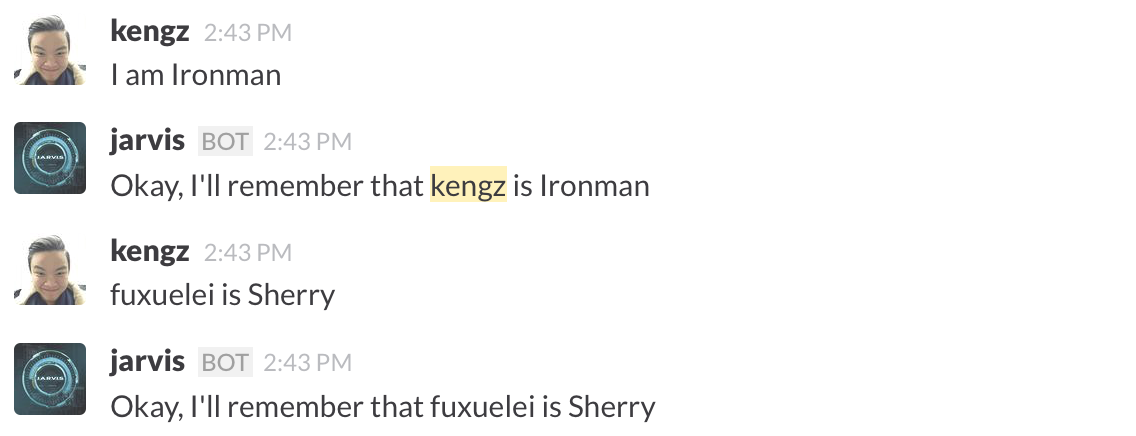 kengz 2:43 PM
I am Ironman
JARVIS
jarvis BOT 2:43 PM
Okay, I'll remember that kengz is Ironman
kengz 2:43 PM
fuxuelei is Sherry
JARVIS
jarvis BOT 2:43 PM
Okay, I'll remember that fuxuelei is Sherry